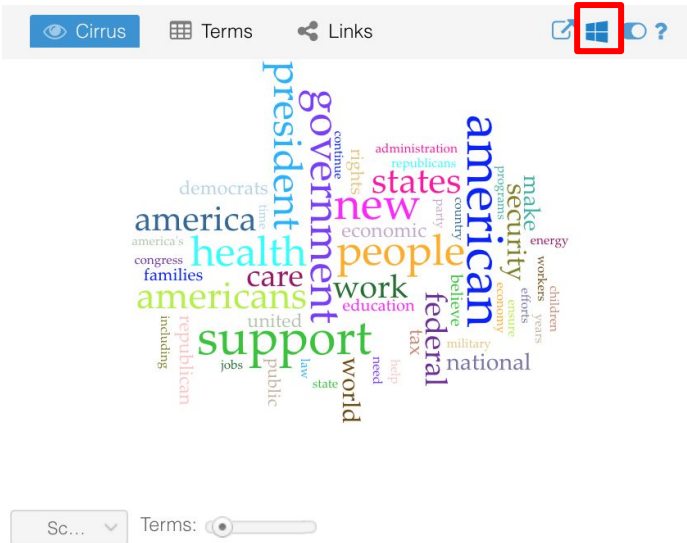 Cirrus Terms Links ?
president
government
american
continue
rights
administration
republicans
states
programs
security
make
democrats
time
america
new
party
country
economic
america's
health
people
energy
congress
families
care
americans
work
education
believe
federal
economy
workers
efforts
ensure
children
years
including
republican
united
support
tax
military
national
jobs
public
law
state
world
need
help
Sc... Terms: